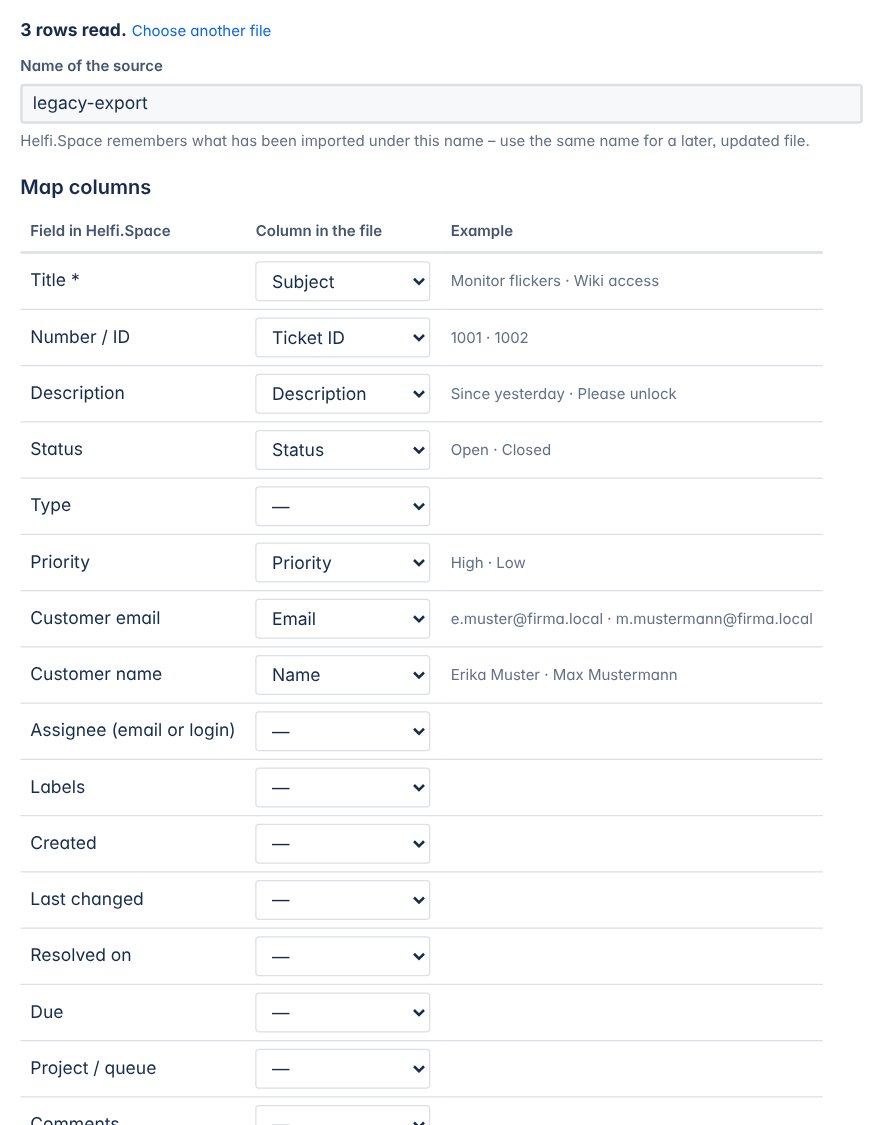 3 rows read. Choose another file
Name of the source
legacy-export
Helfi.Space remembers what has been imported under this name – use the same name for a later, updated file.
Map columns
Field in Helfi.Space Column in the file Example
Title * Subject Monitor flickers · Wiki access
Number / ID Ticket ID 1001 · 1002
Description Description Since yesterday · Please unlock
Status Status Open · Closed
Type —
Priority Priority High · Low
Customer email Email e.muster@firma.local · m.mustermann@firma.local
Customer name Name Erika Muster · Max Mustermann
Assignee (email or login) —
Labels —
Created —
Last changed —
Resolved on —
Due —
Project / queue —
Comments —